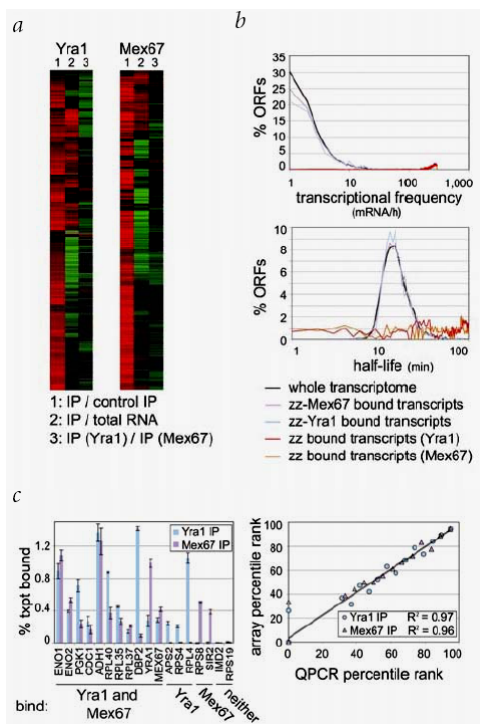 a
Yra1 Mex67
1 2 3 1 2 3
1: IP / control IP
2: IP / total RNA
3: IP (Yra1) / IP (Mex67)
b
% ORFs
35
30
25
20
15
10
5
0
1 10 100 1,000
transcriptional frequency
(mRNA/h)
% ORFs
10
8
6
4
2
0
1 10 100
half-life (min)
whole transcriptome
zz-Mex67 bound transcripts
zz-Yra1 bound transcripts
zz bound transcripts (Yra1)
zz bound transcripts (Mex67)
c
% txpt bound
1.2
0.8
0.4
0
Yra1 IP
Mex67 IP
ENO1
ENO2
PGK1
CDC1
ADH1
RPL40
RPL35
RPL37
DBP2
YRA1
MEX67
APS2
RPS4
RPL4
RPS8
SIR2
IMD2
RPS19
bind: Yra1 and Mex67
Yra1
Mex67
neither
array percentile rank
100
80
60
40
20
0
Yra1 IP R² = 0.97
Mex67 IP R² = 0.96
0 20 40 60 80 100
QPCR percentile rank